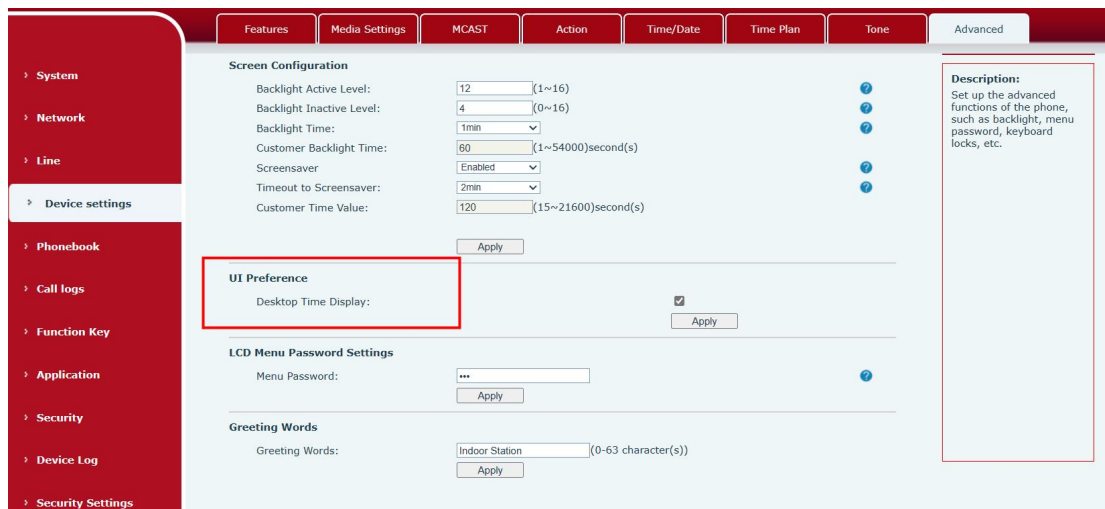 Features Media Settings MCAST Action Time/Date Time Plan Tone Advanced
› System
› Network
› Line
› Device settings
› Phonebook
› Call logs
› Function Key
› Application
› Security
› Device Log
› Security Settings
Screen Configuration
Backlight Active Level: 12 (1~16) ?
Backlight Inactive Level: 4 (0~16) ?
Backlight Time: 1min ?
Customer Backlight Time: 60 (1~54000)second(s)
Screensaver Enabled ?
Timeout to Screensaver: 2min ?
Customer Time Value: 120 (15~21600)second(s)
Apply
UI Preference
Desktop Time Display:
Apply
LCD Menu Password Settings
Menu Password: ••• ?
Apply
Greeting Words
Greeting Words: Indoor Station (0-63 character(s))
Apply
Description:
Set up the advanced
functions of the phone,
such as backlight, menu
password, keyboard
locks, etc.